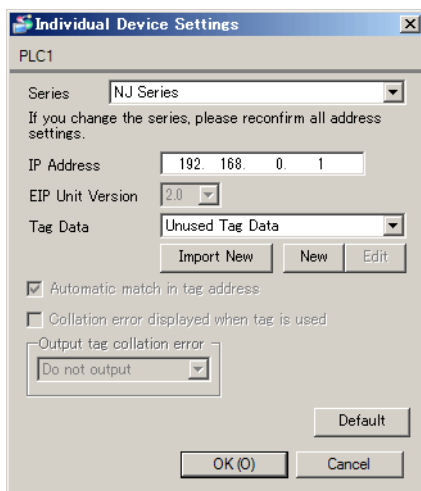 Individual Device Settings
PLC1
Series NJ Series
If you change the series, please reconfirm all address
settings.
IP Address 192. 168. 0. 1
EIP Unit Version 2.0
Tag Data Unused Tag Data
Import New New Edit
Automatic match in tag address
Collation error displayed when tag is used
Output tag collation error
Do not output
Default
OK (O) Cancel